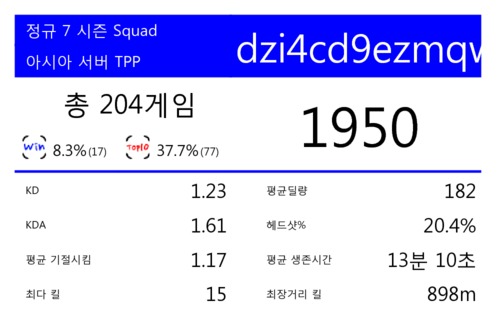 정규 7 시즌 Squad
아시아 서버 TPP
dzi4cd9ezmqw
총 204게임
Win 8.3%(17) TOP10 37.7%(77)
1950
KD 1.23 평균딜량 182
KDA 1.61 헤드샷% 20.4%
평균 기절시킴 1.17 평균 생존시간 13분 10초
최다 킬 15 최장거리 킬 898m